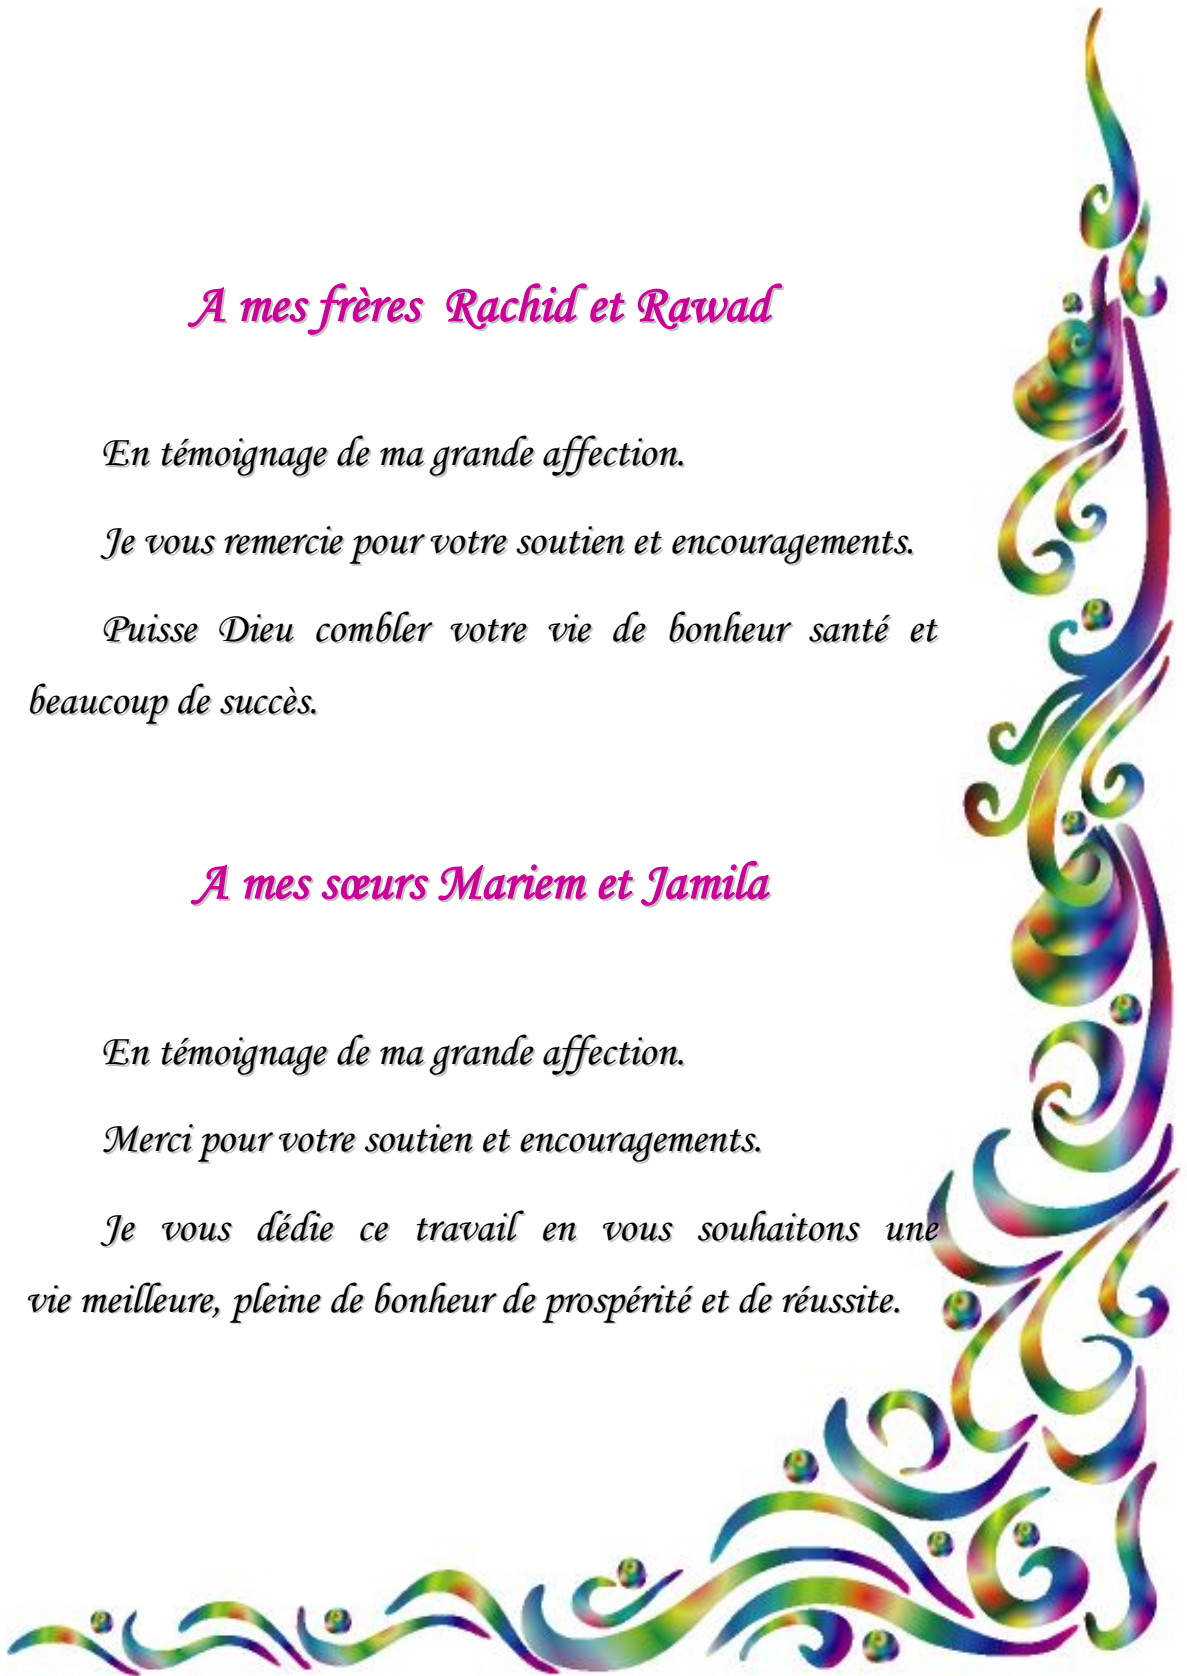 A mes frères Rachid et Rawad
En témoignage de ma grande affection.
Je vous remercie pour votre soutien et encouragements.
Puisse Dieu combler votre vie de bonheur santé et
beaucoup de succès.
A mes sœurs Mariem et Jamila
En témoignage de ma grande affection.
Merci pour votre soutien et encouragements.
Je vous dédie ce travail en vous souhaitons une
vie meilleure, pleine de bonheur de prospérité et de réussite.